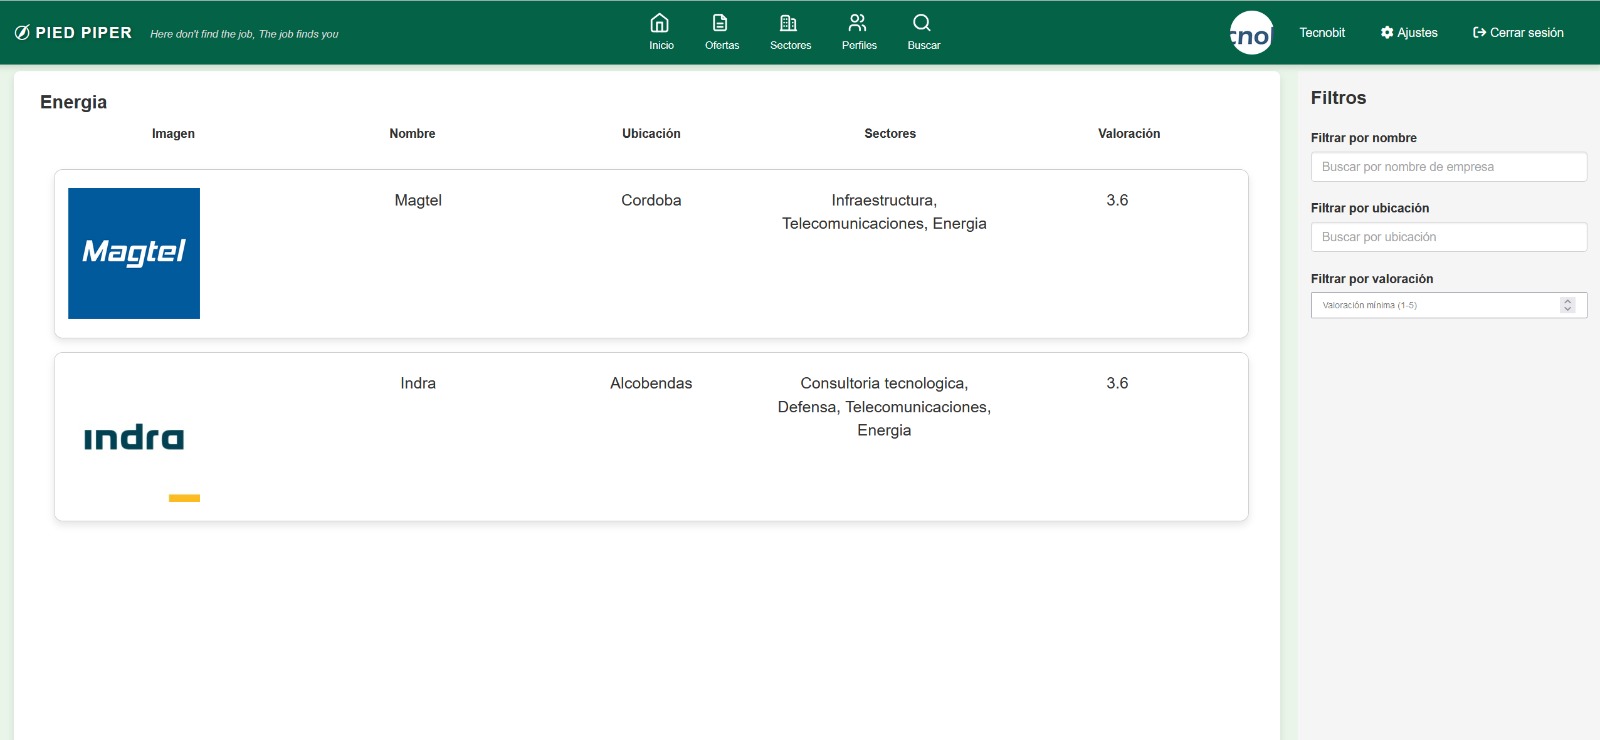 PIED PIPER
Here don't find the job, The job finds you
Inicio
Ofertas
Sectores
Perfiles
Buscar
cnol
Tecnobit
Ajustes
Cerrar sesión
Energia
Imagen
Nombre
Ubicación
Sectores
Valoración
Magtel
Magtel
Cordoba
Infraestructura,
Telecomunicaciones, Energia
3.6
indra
Indra
Alcobendas
Consultoria tecnologica,
Defensa, Telecomunicaciones,
Energia
3.6
Filtros
Filtrar por nombre
Buscar por nombre de empresa
Filtrar por ubicación
Buscar por ubicación
Filtrar por valoración
Valoración mínima (1-5)